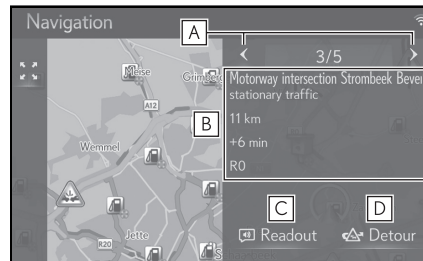 Navigation
A
3/5
Meise
Grimbergen
Motorway intersection Strombeek Bever
stationary traffic
A12
B
11 km
+6 min
Wemmel
R0
C
D
Readout
Detour
Jette
R20